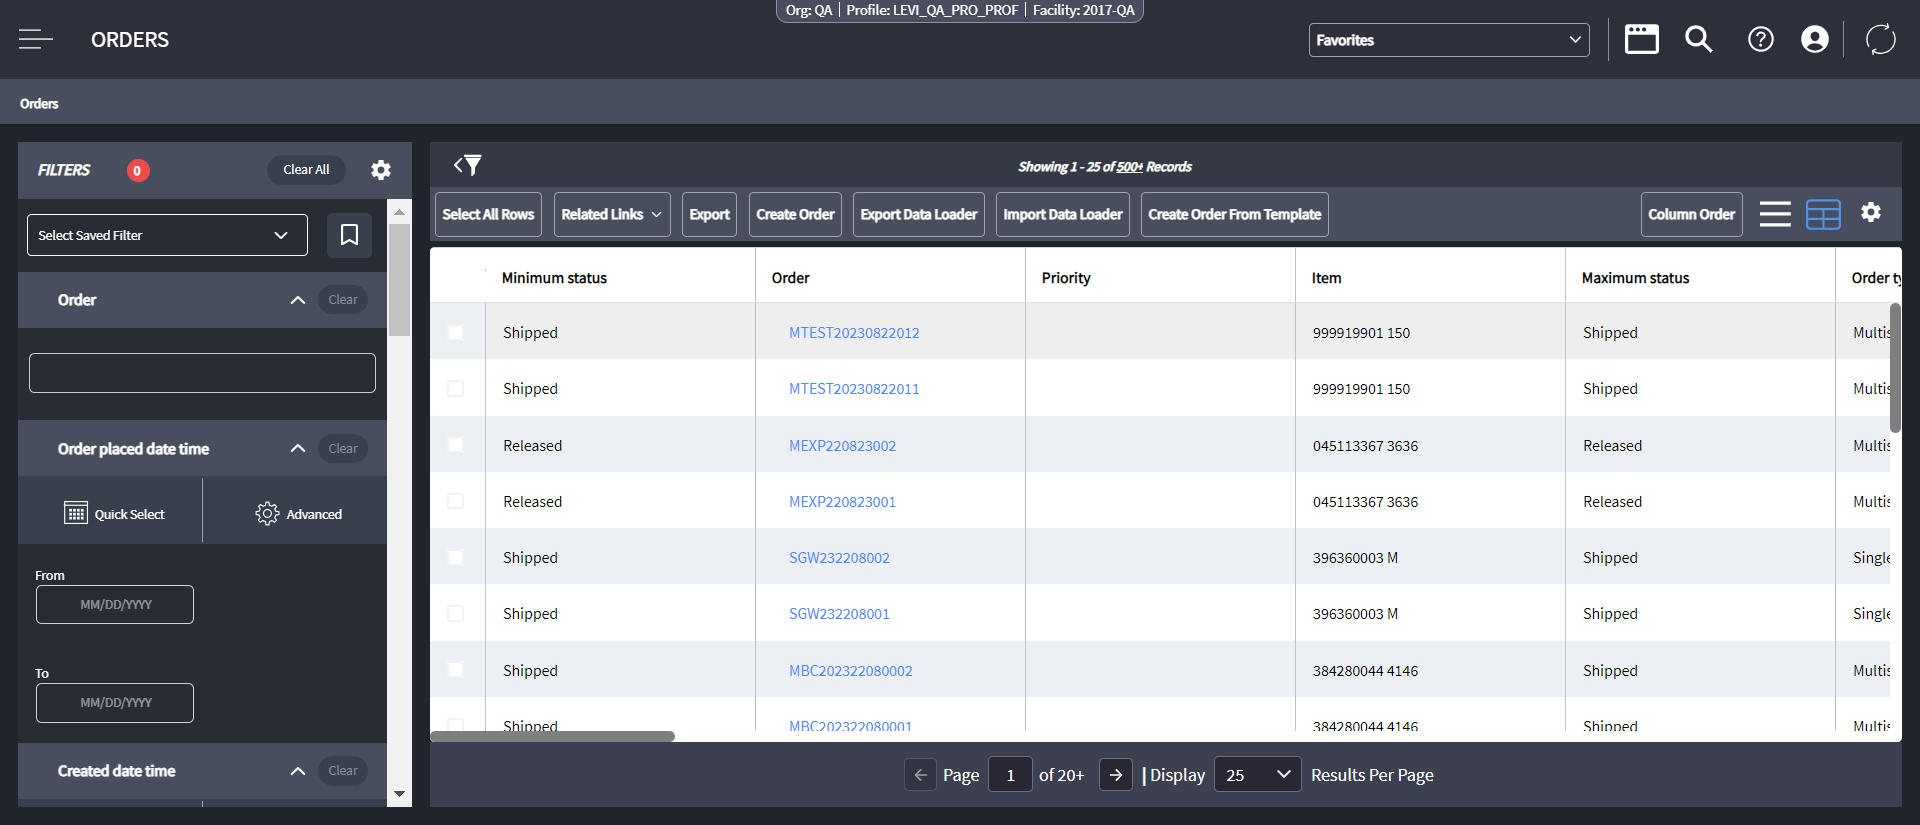 Org: QA | Profile: LEVI_QA_PRO_PROF | Facility: 2017-QA
ORDERS
Favorites
Orders
FILTERS 0 Clear All
Select Saved Filter
Order Clear
Order placed date time Clear
Quick Select Advanced
From
MM/DD/YYYY
To
MM/DD/YYYY
Created date time Clear
Showing 1 - 25 of 500+ Records
Select All Rows Related Links Export Create Order Export Data Loader Import Data Loader Create Order From Template Column Order
Minimum status Order Priority Item Maximum status Order ty
Shipped MTEST20230822012 999919901 150 Shipped Multis
Shipped MTEST20230822011 999919901 150 Shipped Multis
Released MEXP220823002 045113367 3636 Released Multis
Released MEXP220823001 045113367 3636 Released Multis
Shipped SGW232208002 396360003 M Shipped Single
Shipped SGW232208001 396360003 M Shipped Single
Shipped MBC202322080002 384280044 4146 Shipped Multis
Shipped MBC202322080001 384280044 4146 Shipped Multis
Page 1 of 20+ | Display 25 Results Per Page